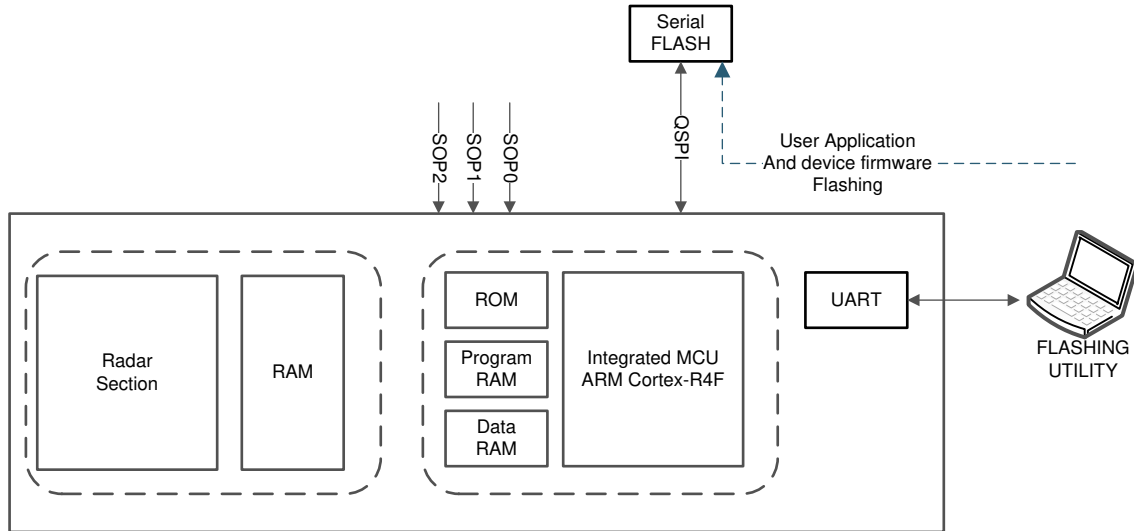 Serial
FLASH
SOP2
SOP1
SOP0
QSPI
User Application
And device firmware
Flashing
Radar
Section
RAM
ROM
Program
RAM
Data
RAM
Integrated MCU
ARM Cortex-R4F
UART
FLASHING
UTILITY